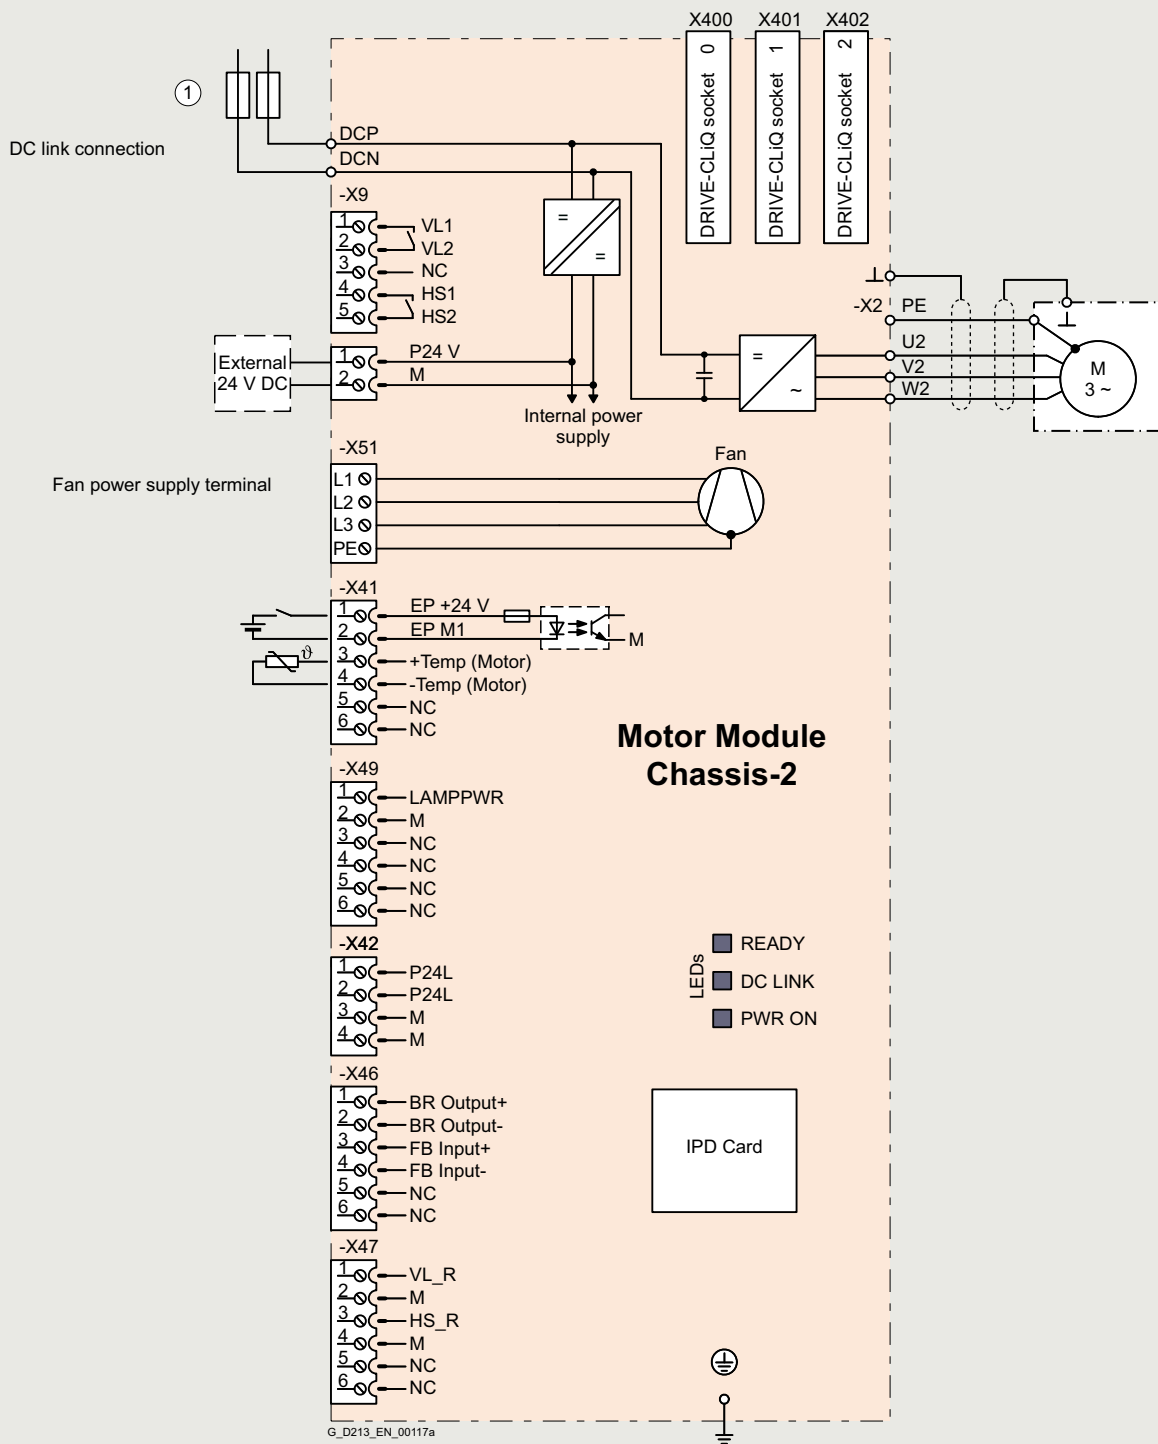 X400 X401 X402
DRIVE-CLiQ socket 0
DRIVE-CLiQ socket 1
DRIVE-CLiQ socket 2
1
DC link connection
DCP
DCN
-X9
1 VL1
2 VL2
3 NC
4 HS1
5 HS2
=
=
External
24 V DC
1 P24 V
2 M
Internal power
supply
=
~
-X2 PE
U2
V2
W2
M
3 ~
-X51
Fan power supply terminal
L1
L2
L3
PE
Fan
-X41
1 EP +24 V
2 EP M1
M
ϑ
3 +Temp (Motor)
4 -Temp (Motor)
5 NC
6 NC
Motor Module
Chassis-2
-X49
1 LAMPPWR
2 M
3 NC
4 NC
5 NC
6 NC
-X42
1 P24L
2 P24L
3 M
4 M
LEDs
READY
DC LINK
PWR ON
-X46
1 BR Output+
2 BR Output-
3 FB Input+
4 FB Input-
5 NC
6 NC
IPD Card
-X47
1 VL_R
2 M
3 HS_R
4 M
5 NC
6 NC
G_D213_EN_00117a